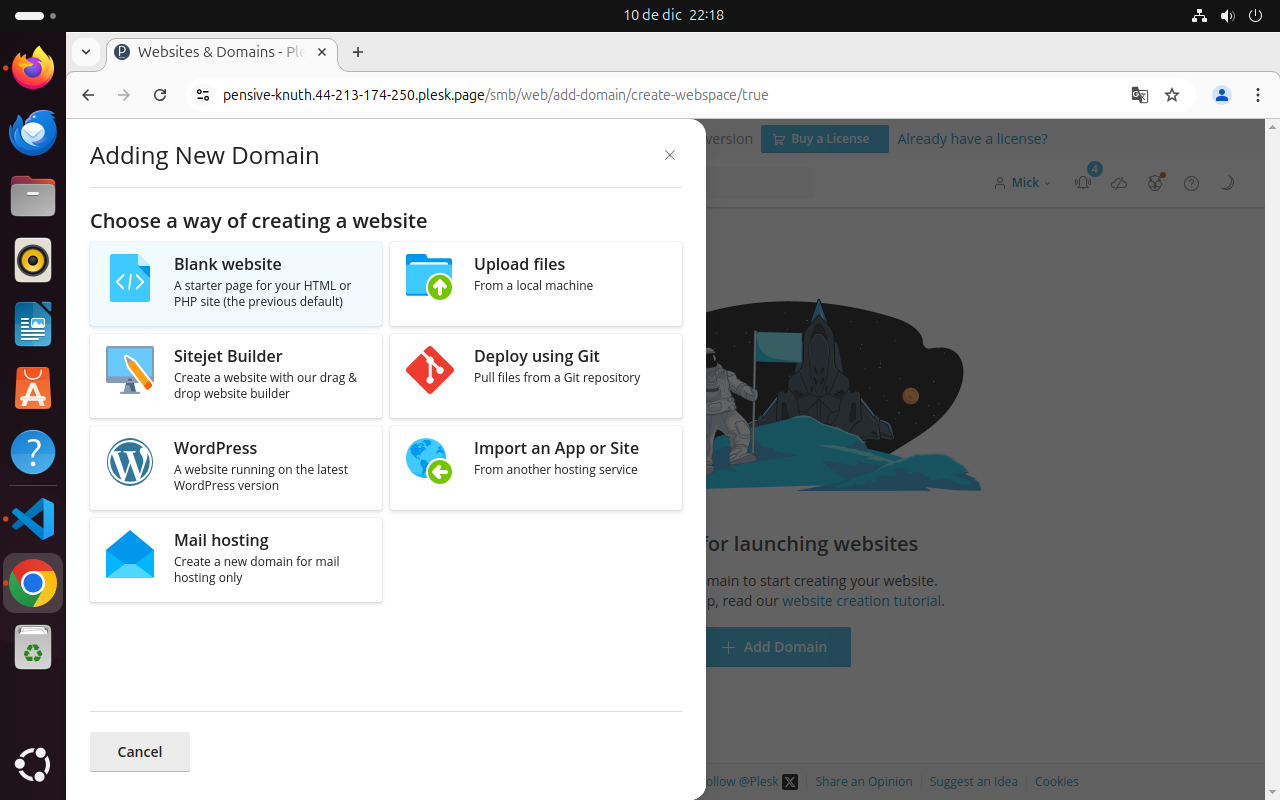 10 de dic 22:18
Websites & Domains - Ple
pensive-knuth.44-213-174-250.plesk.page/smb/web/add-domain/create-webspace/true
Adding New Domain
version
Buy a License
Already have a license?
Mick
4
Choose a way of creating a website
Blank website
A starter page for your HTML or
PHP site (the previous default)
Upload files
From a local machine
Sitejet Builder
Create a website with our drag &
drop website builder
Deploy using Git
Pull files from a Git repository
WordPress
A website running on the latest
WordPress version
Import an App or Site
From another hosting service
Mail hosting
Create a new domain for mail
hosting only
for launching websites
main to start creating your website.
p, read our website creation tutorial.
Add Domain
Cancel
ollow @Plesk
Share an Opinion
Suggest an Idea
Cookies